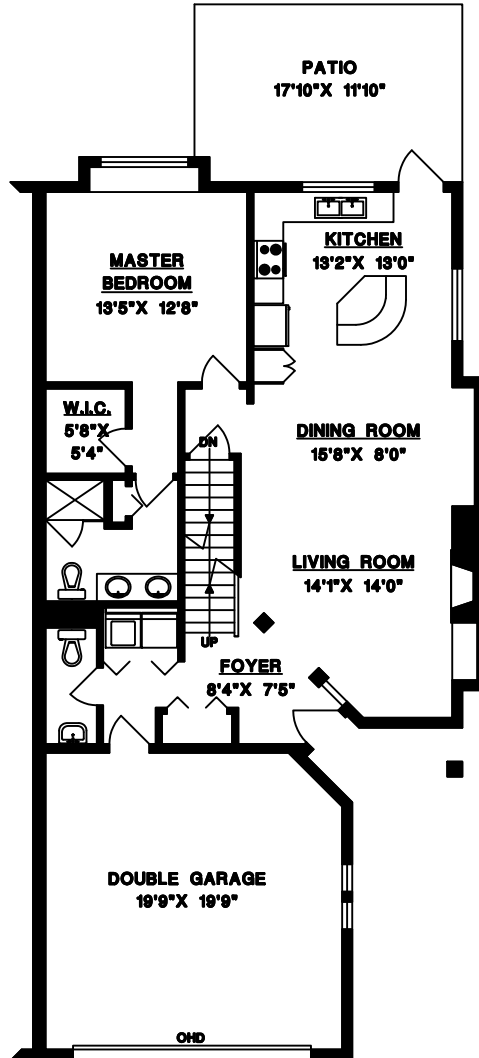 PATIO
17'10"X 11'10"
KITCHEN
13'2"X 13'0"
MASTER
BEDROOM
13'5"X 12'8"
W.I.C.
5'8"X
5'4"
DN
DINING ROOM
15'8"X 8'0"
LIVING ROOM
14'1"X 14'0"
UP
FOYER
8'4"X 7'5"
DOUBLE GARAGE
19'9"X 19'9"
OHD